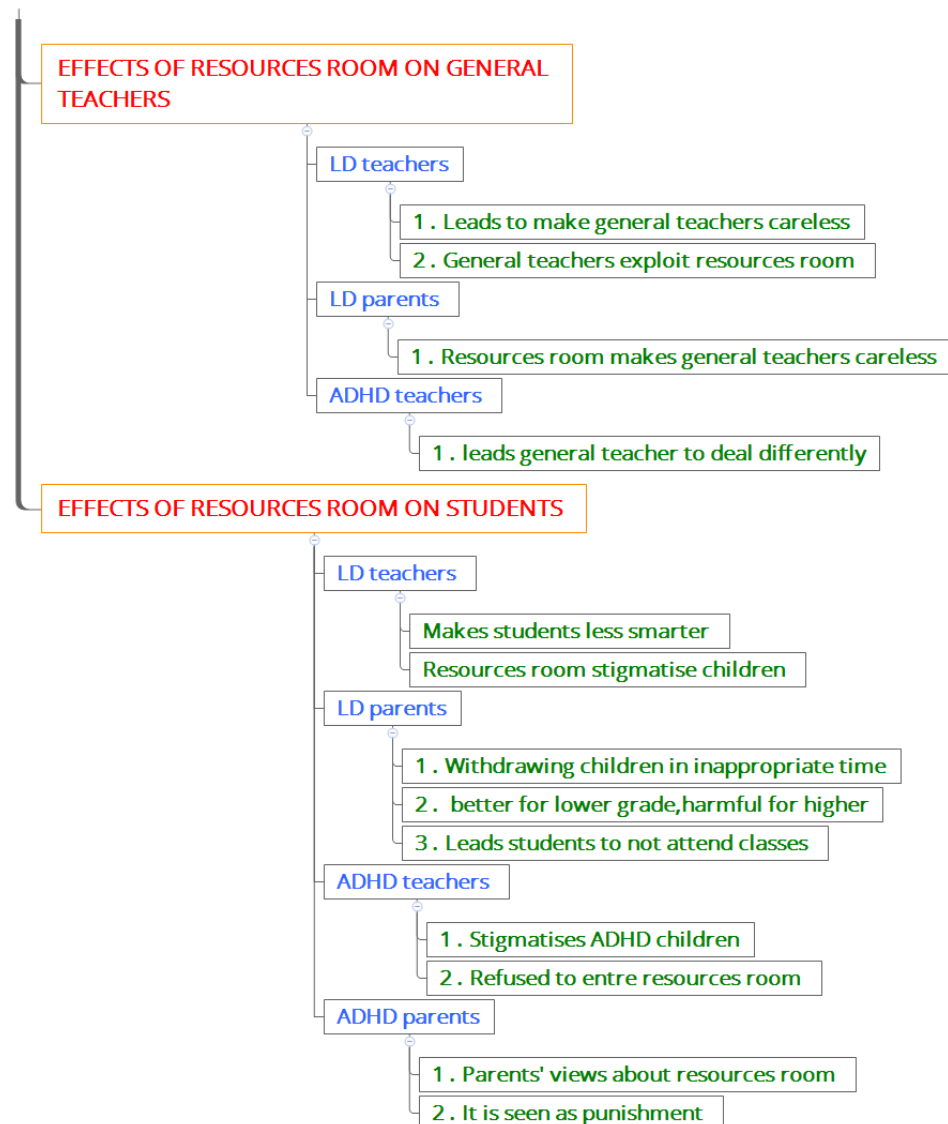 EFFECTS OF RESOURCES ROOM ON GENERAL
TEACHERS
LD teachers
1 . Leads to make general teachers careless
2 . General teachers exploit resources room
LD parents
1 . Resources room makes general teachers careless
ADHD teachers
1 . leads general teacher to deal differently
EFFECTS OF RESOURCES ROOM ON STUDENTS
LD teachers
Makes students less smarter
Resources room stigmatise children
LD parents
1 . Withdrawing children in inappropriate time
2 .  better for lower grade,harmful for higher
3 . Leads students to not attend classes
ADHD teachers
1 . Stigmatises ADHD children
2 . Refused to entre resources room
ADHD parents
1 . Parents' views about resources room
2 . It is seen as punishment